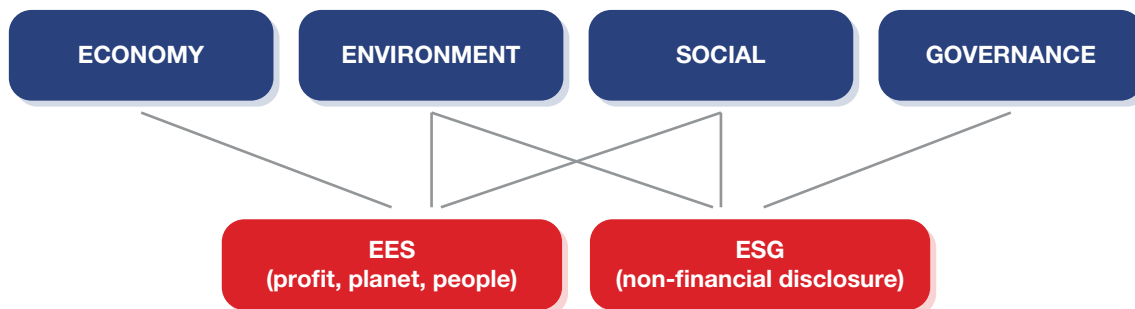 ECONOMY
ENVIRONMENT
SOCIAL
GOVERNANCE
EES
(profit, planet, people)
ESG
(non-financial disclosure)